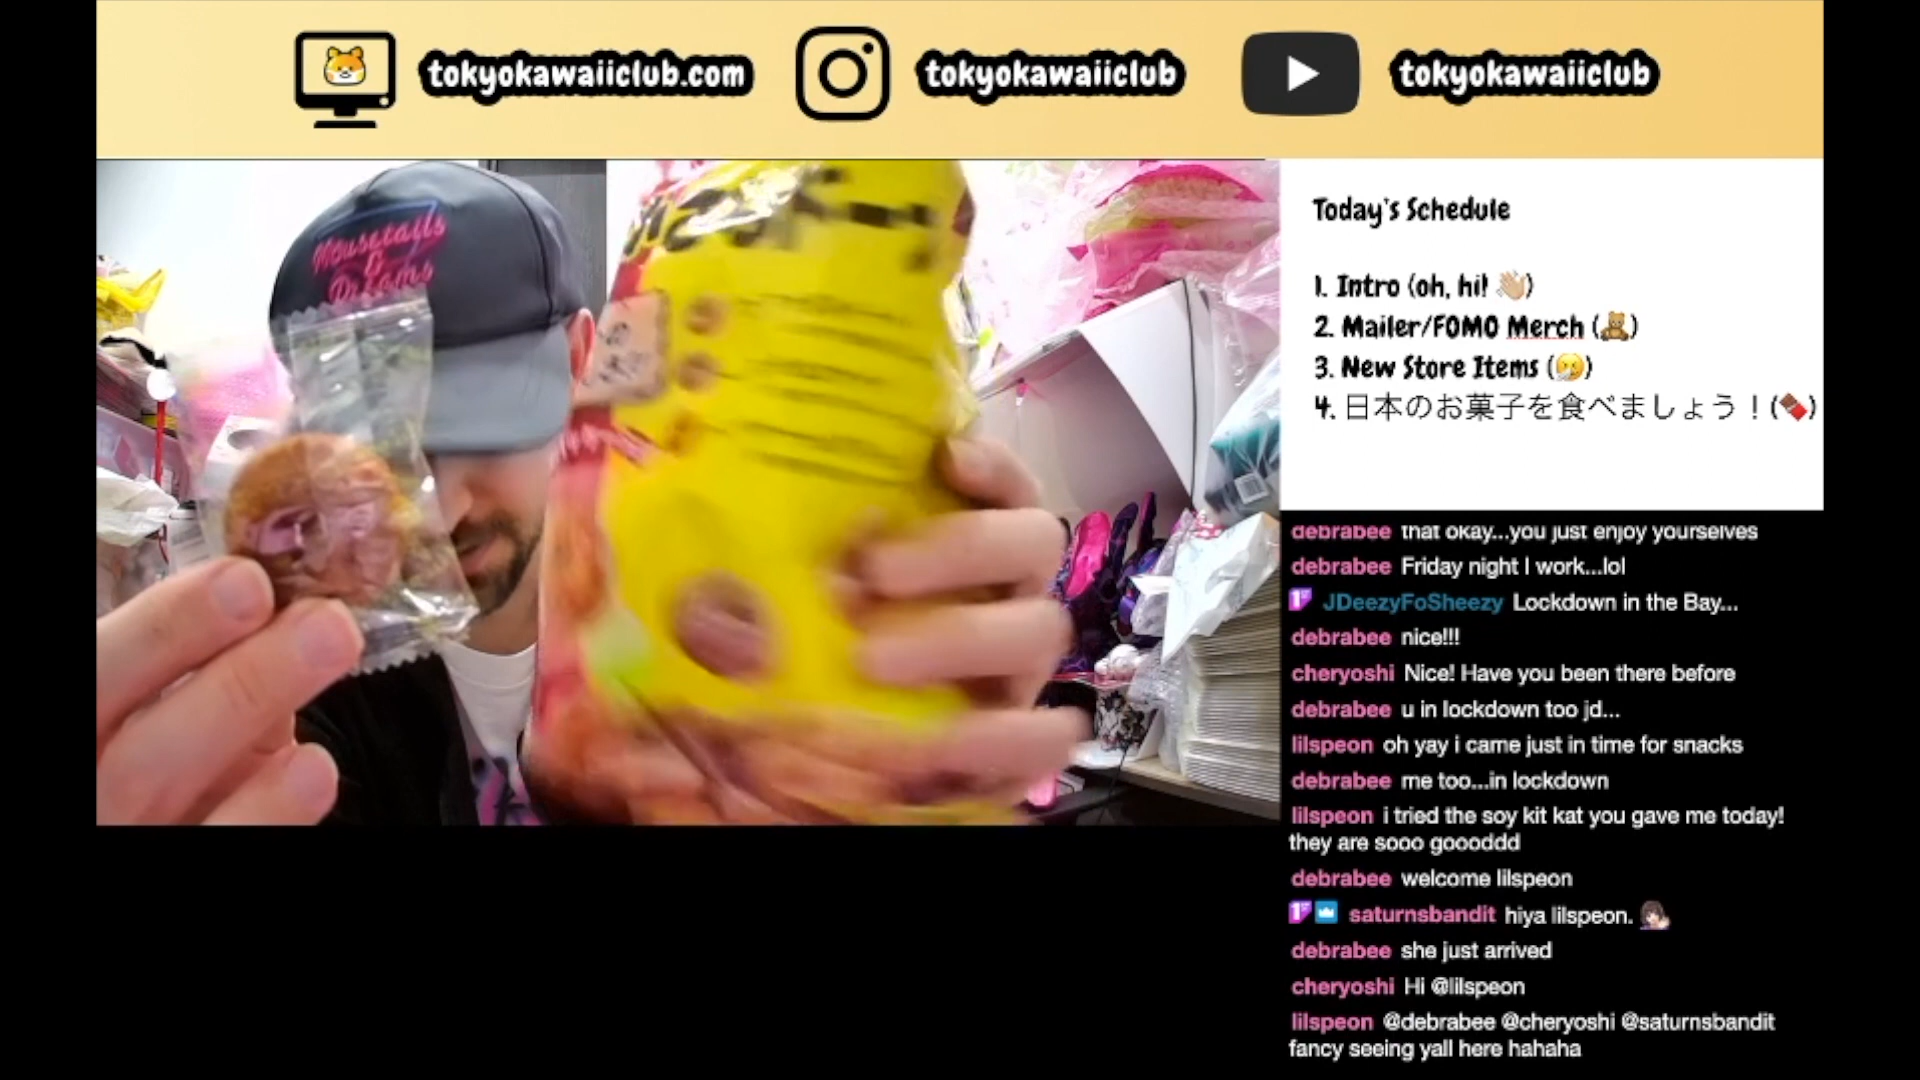 tokyokawaiiclub.com
tokyokawaiiclub
tokyokawaiiclub
Mousetails
&
Dreams
Today's Schedule
1. Intro (oh, hi! 👋🏼)
2. Mailer/FOMO Merch (🧸)
3. New Store Items (🤧)
4. 日本のお菓子を食べましょう！(🍫)
debrabee that okay...you just enjoy yourselves
debrabee Friday night I work...lol
JDeezyFoSheezy Lockdown in the Bay...
debrabee nice!!!
cheryoshi Nice! Have you been there before
debrabee u in lockdown too jd...
lilspeon oh yay i came just in time for snacks
debrabee me too...in lockdown
lilspeon i tried the soy kit kat you gave me today!
they are sooo goooddd
debrabee welcome lilspeon
saturnsbandit hiya lilspeon.
debrabee she just arrived
cheryoshi Hi @lilspeon
lilspeon @debrabee @cheryoshi @saturnsbandit
fancy seeing yall here hahaha